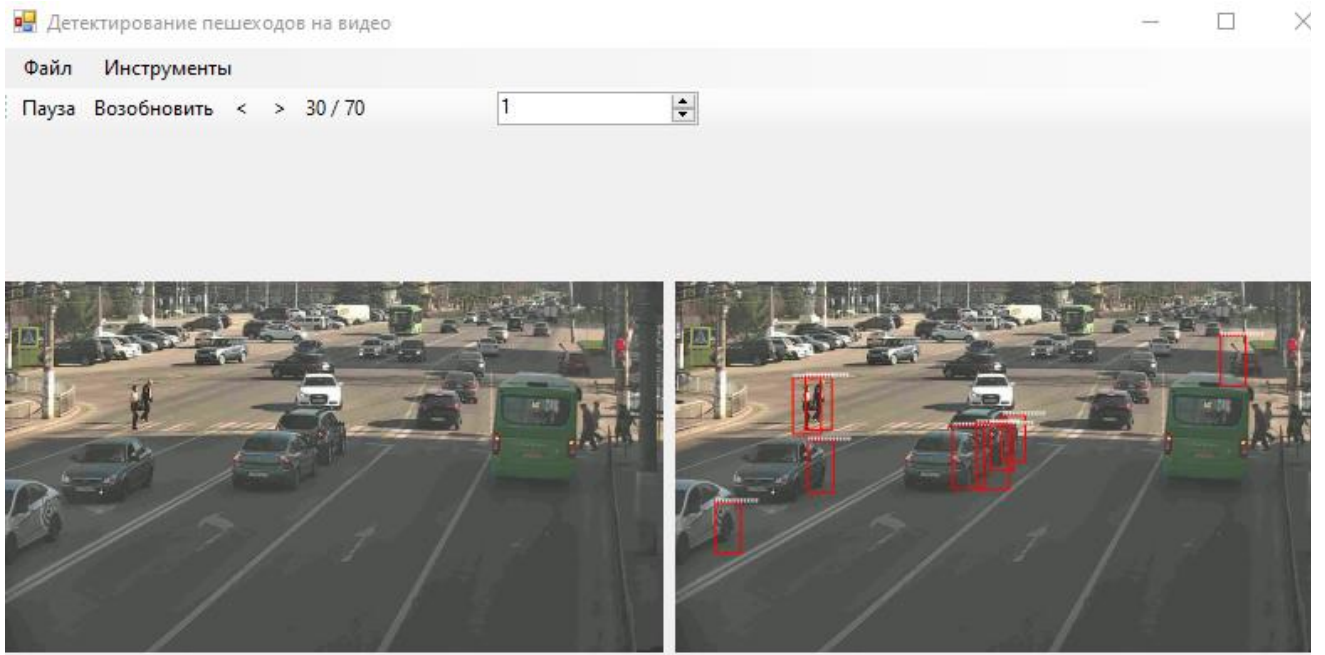 Детектирование пешеходов на видео
Файл Инструменты
Пауза Возобновить < > 30 / 70 1